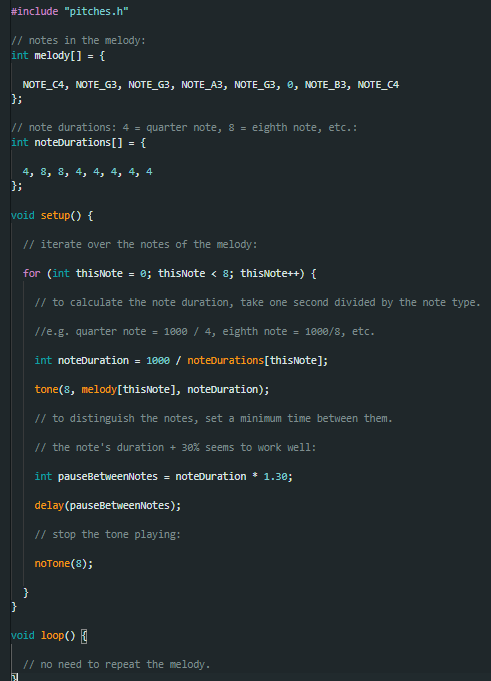 #include "pitches.h"
// notes in the melody:
int melody[] = {
NOTE_C4, NOTE_G3, NOTE_G3, NOTE_A3, NOTE_G3, 0, NOTE_B3, NOTE_C4
};
// note durations: 4 = quarter note, 8 = eighth note, etc.:
int noteDurations[] = {
4, 8, 8, 4, 4, 4, 4, 4
};
void setup() {
// iterate over the notes of the melody:
for (int thisNote = 0; thisNote < 8; thisNote++) {
// to calculate the note duration, take one second divided by the note type.
//e.g. quarter note = 1000 / 4, eighth note = 1000/8, etc.
int noteDuration = 1000 / noteDurations[thisNote];
tone(8, melody[thisNote], noteDuration);
// to distinguish the notes, set a minimum time between them.
// the note's duration + 30% seems to work well:
int pauseBetweenNotes = noteDuration * 1.30;
delay(pauseBetweenNotes);
// stop the tone playing:
noTone(8);
}
}
void loop() {
// no need to repeat the melody.
}